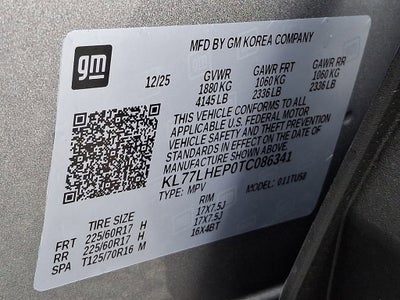 gm
MFD BY GM KOREA COMPANY
12/25 GVWR GAWR FRT GAWR RR
1880 KG 1060 KG 1060 KG
4145 LB 2336 LB 2336 LB
THIS VEHICLE CONFORMS TO ALL
APPLICABLE U.S. FEDERAL MOTOR
VEHICLE SAFETY AND THEFT PREVENTION
STANDARDS IN EFFECT ON THE DATE OF
MANUFACTURE SHOWN ABOVE.
KL77LHEP0TC086341
TYPE: MPV MODEL: 011TU58
TIRE SIZE RIM
FRT 225/60R17 H 17X7.5J
RR 225/60R17 H 17X7.5J
SPA T125/70R16 M 16X4BT